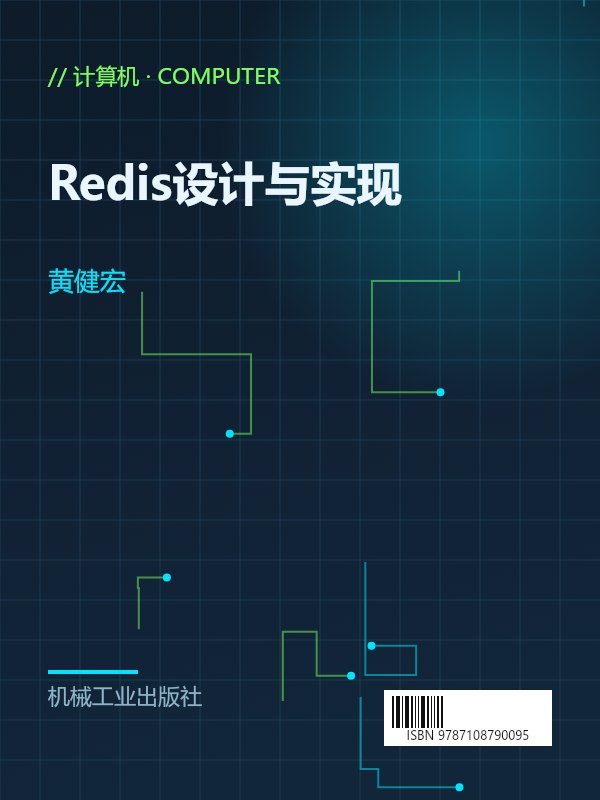 // 计算机 · COMPUTER
Redis设计与实现
黄健宏
机械工业出版社
ISBN 9787108790095